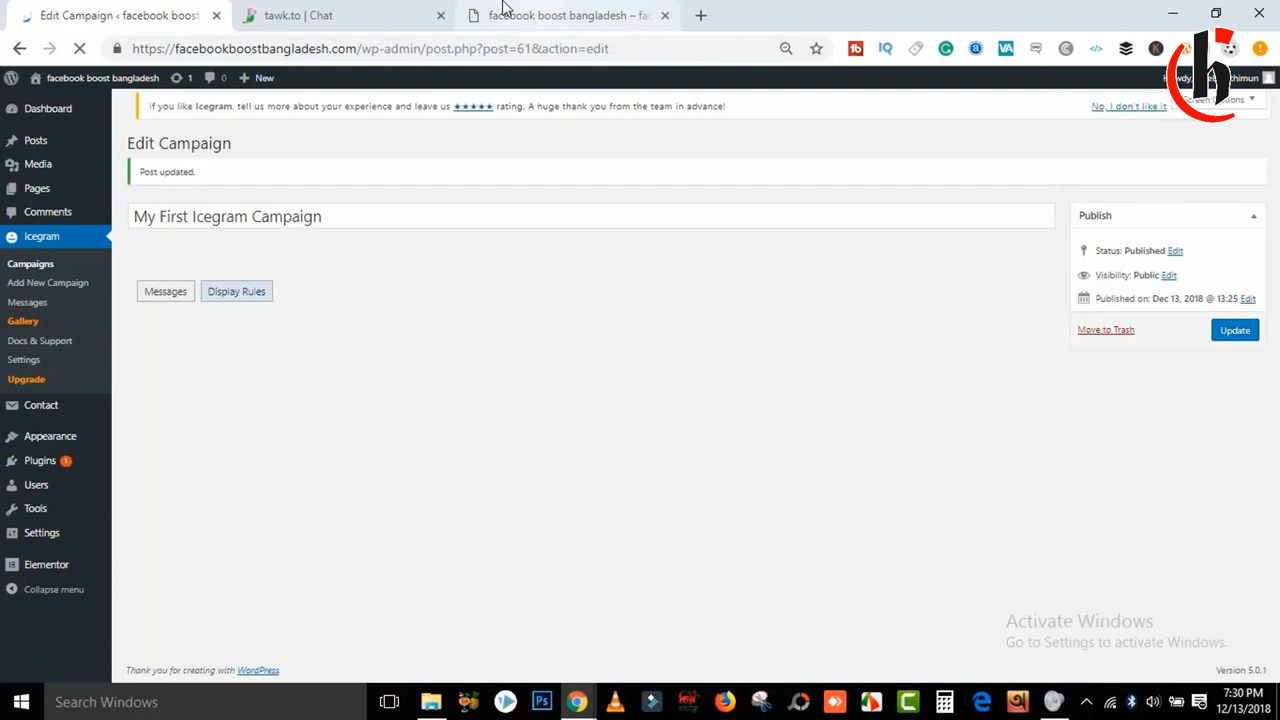 Edit Campaign ‹ facebook boost
tawk.to | Chat
facebook boost bangladesh – fac
https://facebookboostbangladesh.com/wp-admin/post.php?post=61&action=edit
facebook boost bangladesh
1
0
New
Howdy,
Screen Options
Dashboard
Posts
Media
Pages
Comments
Icegram
Campaigns
Add New Campaign
Messages
Gallery
Docs & Support
Settings
Upgrade
Contact
Appearance
Plugins 1
Users
Tools
Settings
Elementor
Collapse menu
If you like Icegram, tell us more about your experience and leave us ★★★★★ rating. A huge thank you from the team in advance!
No, I don't like it
Edit Campaign
Post updated.
My First Icegram Campaign
Messages
Display Rules
Publish
Status: Published Edit
Visibility: Public Edit
Published on: Dec 13, 2018 @ 13:25 Edit
Move to Trash
Update
Activate Windows
Go to Settings to activate Windows.
Thank you for creating with WordPress.
Version 5.0.1
Search Windows
7:30 PM
12/13/2018